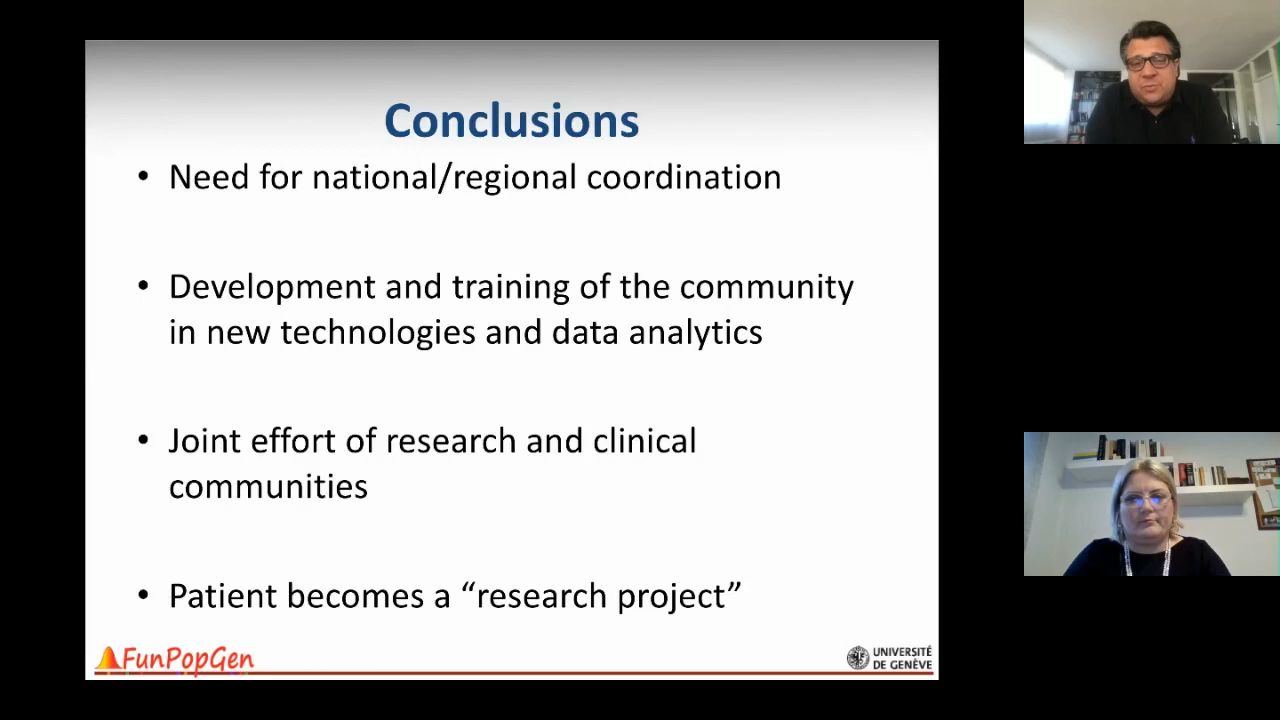 Conclusions
• Need for national/regional coordination
• Development and training of the community
in new technologies and data analytics
• Joint effort of research and clinical
communities
• Patient becomes a “research project”
FunPopGen
UNIVERSITÉ
DE GENÈVE